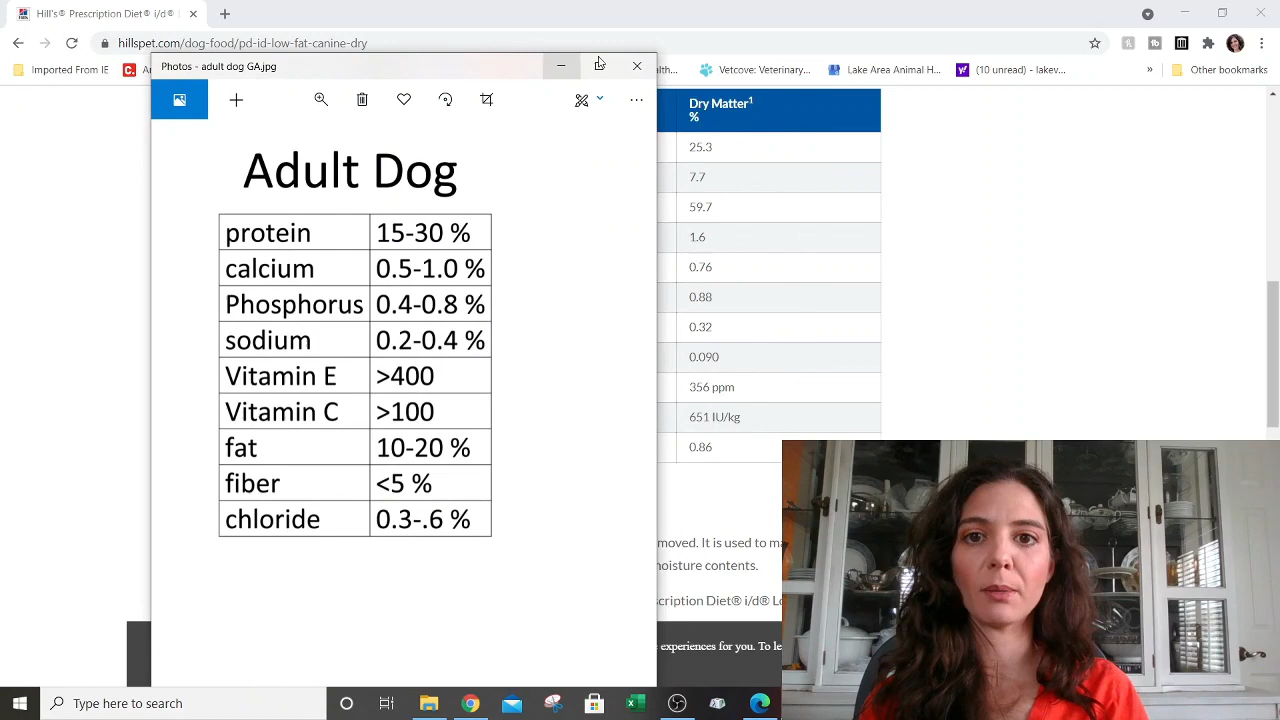 Hill's® Prescription Diet® i/d®
hillspet.com/dog-food/pd-id-low-fat-canine-dry
Imported From IE
Vetcove: Veterinary...
Lake Area Animal H...
(10 unread) - lakev...
Other bookmarks
Photos - adult dog GA.jpg
Adult Dog
protein 15-30 %
calcium 0.5-1.0 %
Phosphorus 0.4-0.8 %
sodium 0.2-0.4 %
Vitamin E >400
Vitamin C >100
fat 10-20 %
fiber <5 %
chloride 0.3-.6 %
Dry Matter1
%
25.3
7.7
59.7
1.6
0.76
0.88
0.32
0.090
356 ppm
651 IU/kg
0.86
moved. It is used to ma
oisture contents.
scription Diet® i/d® Lo
experiences for you. To le
Type here to search